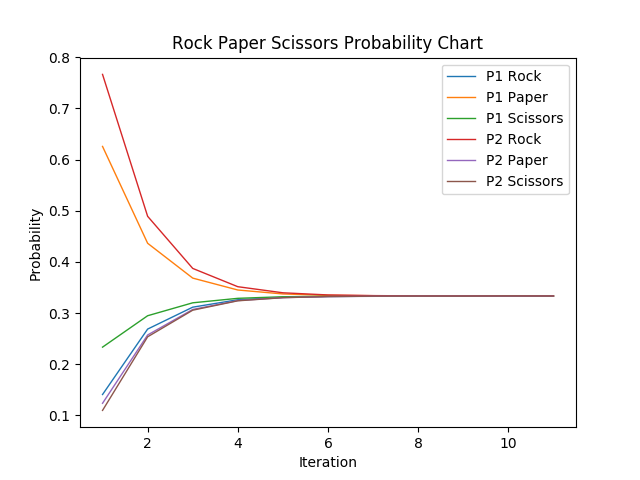 Rock Paper Scissors Probability Chart
P1 Rock
P1 Paper
P1 Scissors
P2 Rock
P2 Paper
P2 Scissors
Probability
0.8
0.7
0.6
0.5
0.4
0.3
0.2
0.1
2
4
6
8
10
Iteration